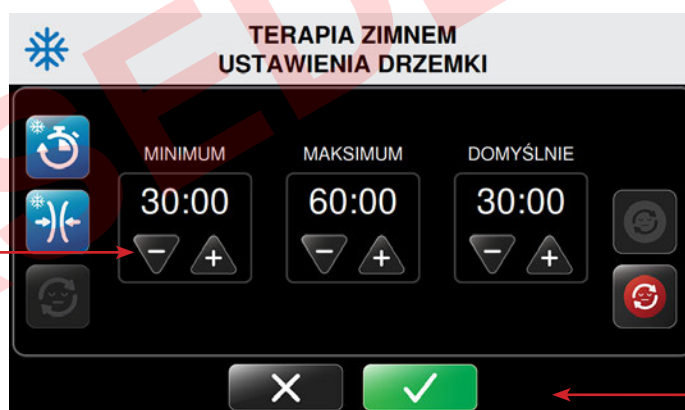 TERAPIA ZIMNEM
USTAWIENIA DRZEMKI
MINIMUM
MAKSIMUM
DOMYŚLNIE
30:00
60:00
30:00
- +
- +
- +